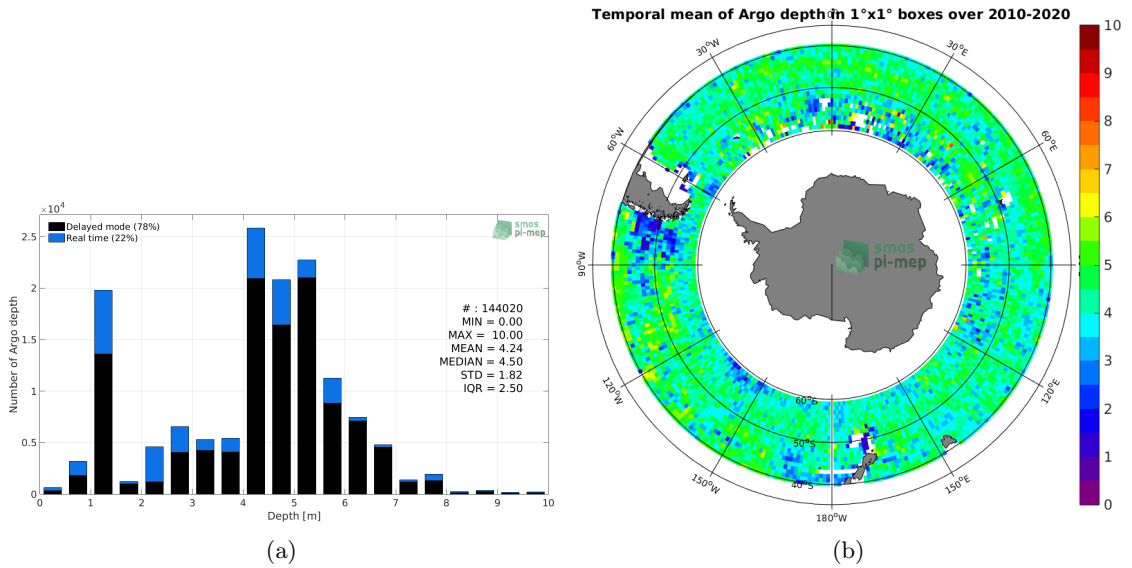 Temporal mean of Argo depth in 1°x1° boxes over 2010-2020
×10⁴
Delayed mode (78%)
Real time (22%)
smos
pi-mep
# : 144020
MIN = 0.00
MAX = 10.00
MEAN = 4.24
MEDIAN = 4.50
STD = 1.82
IQR = 2.50
Number of Argo depth
2.5
2
1.5
1
0.5
0
0 1 2 3 4 5 6 7 8 9 10
Depth [m]
(a)
0°
30°W
30°E
60°W
60°E
90°W
120°W
120°E
150°W
150°E
180°W
60°S
50°S
40°S
smos
pi-mep
10
9
8
7
6
5
4
3
2
1
0
(b)